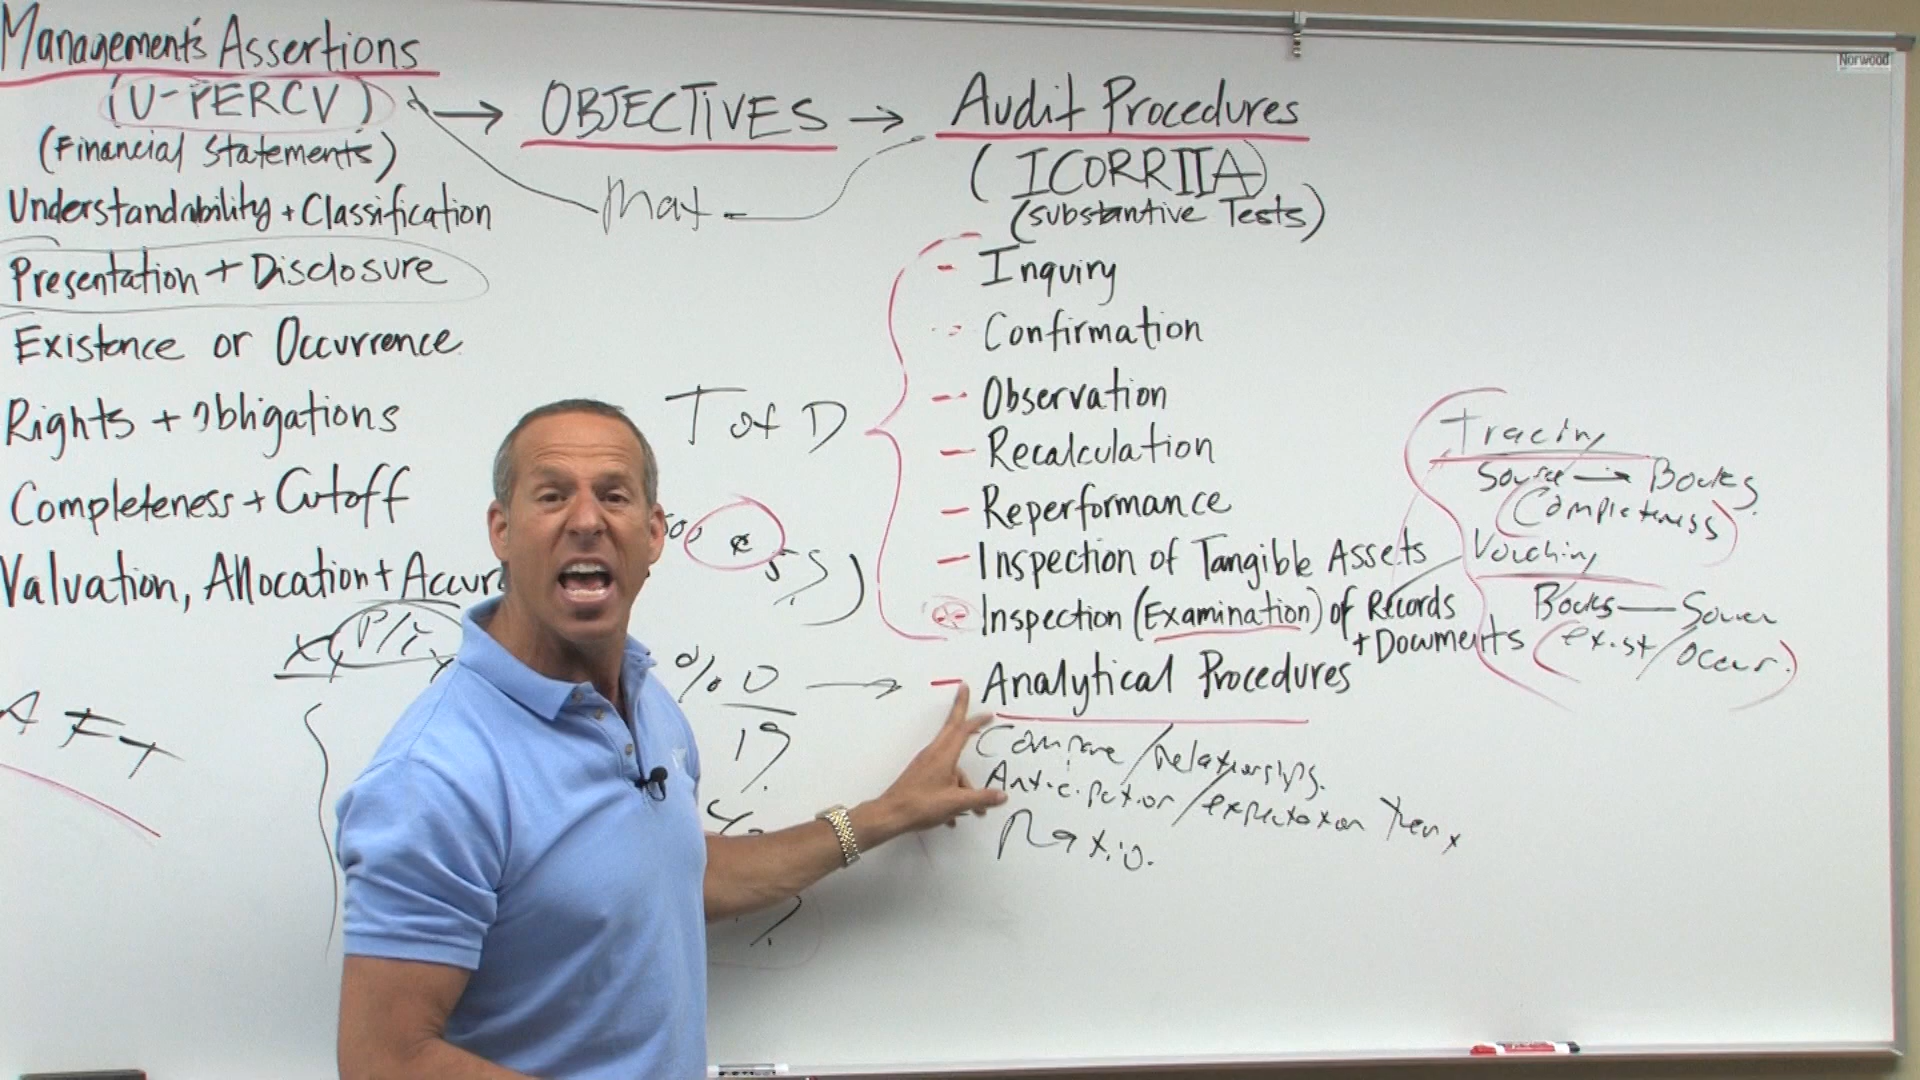 Management's Assertions
(U-PERCV)
(Financial Statements)
Understandability + Classification
Presentation + Disclosure
Existence or Occurrence
Rights + Obligations
Completeness + Cutoff
Valuation, Allocation + Accur
→ OBJECTIVES →
Mat
T of D
% D →
19
Audit Procedures
(ICORRIIA)
(substantive Tests)
- Inquiry
- Confirmation
- Observation
- Recalculation
- Reperformance
- Inspection of Tangible Assets
- Inspection (Examination) of Records
+ Documents
- Analytical Procedures
Compare/relationships.
Anticipation/expectation
Ratio.
Tracing
Source → Books
(Completeness)
Vouching
Books — Source
(exist/occur.)
Norwood